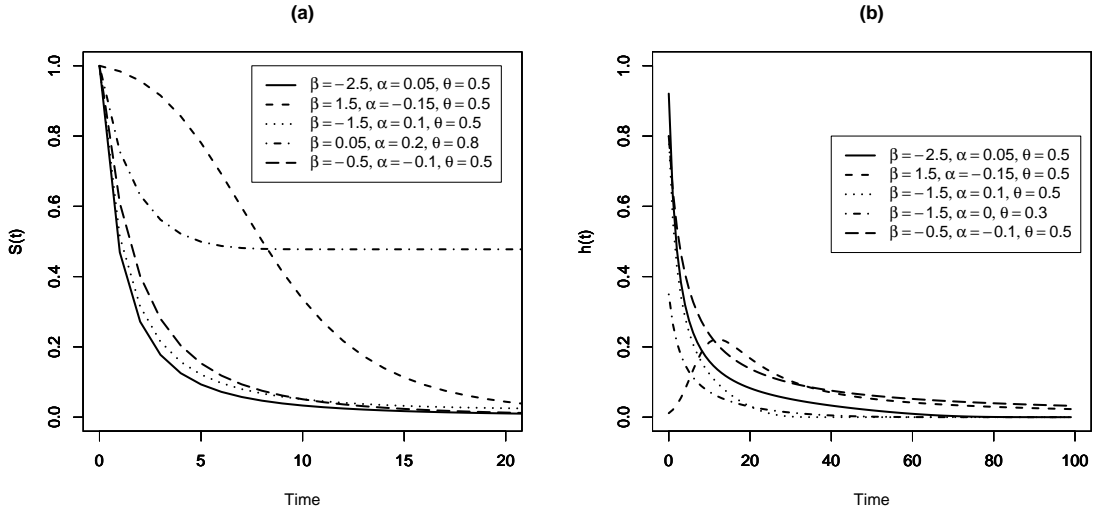 (a)
S(t)
1.0
0.8
0.6
0.4
0.2
0.0
β = −2.5, α = 0.05, θ = 0.5
β = 1.5, α = −0.15, θ = 0.5
β = −1.5, α = 0.1, θ = 0.5
β = 0.05, α = 0.2, θ = 0.8
β = −0.5, α = −0.1, θ = 0.5
0 5 10 15 20
Time
(b)
h(t)
1.0
0.8
0.6
0.4
0.2
0.0
β = −2.5, α = 0.05, θ = 0.5
β = 1.5, α = −0.15, θ = 0.5
β = −1.5, α = 0.1, θ = 0.5
β = −1.5, α = 0, θ = 0.3
β = −0.5, α = −0.1, θ = 0.5
0 20 40 60 80 100
Time